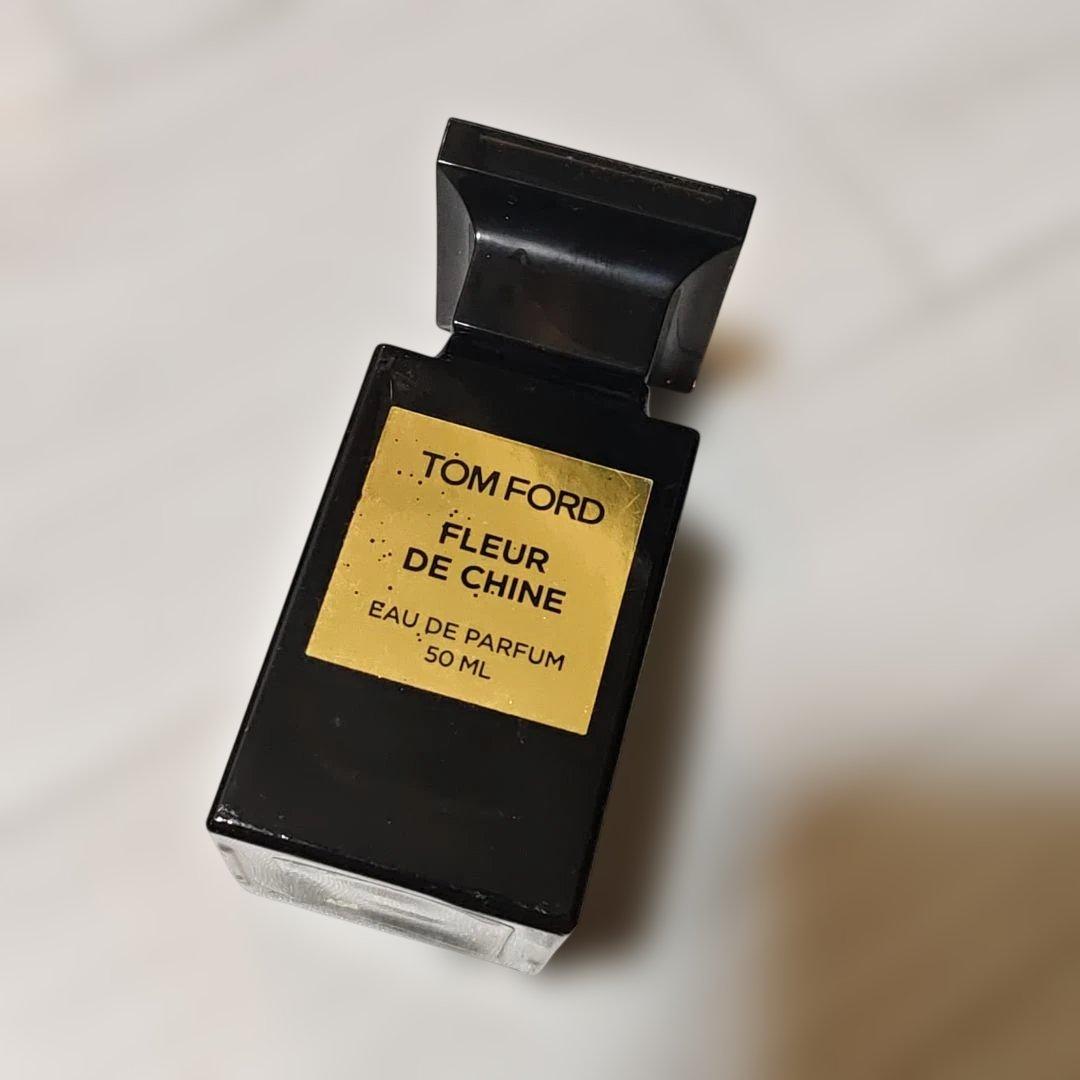 TOM FORD
FLEUR
DE CHINE
EAU DE PARFUM
50 ML